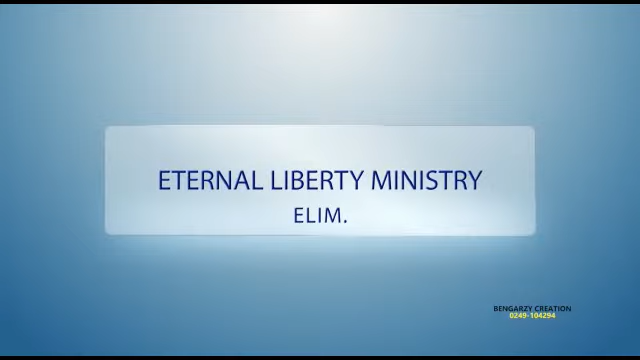 ETERNAL LIBERTY MINISTRY
ELIM.
BENGARZY CREATION
0249-104294